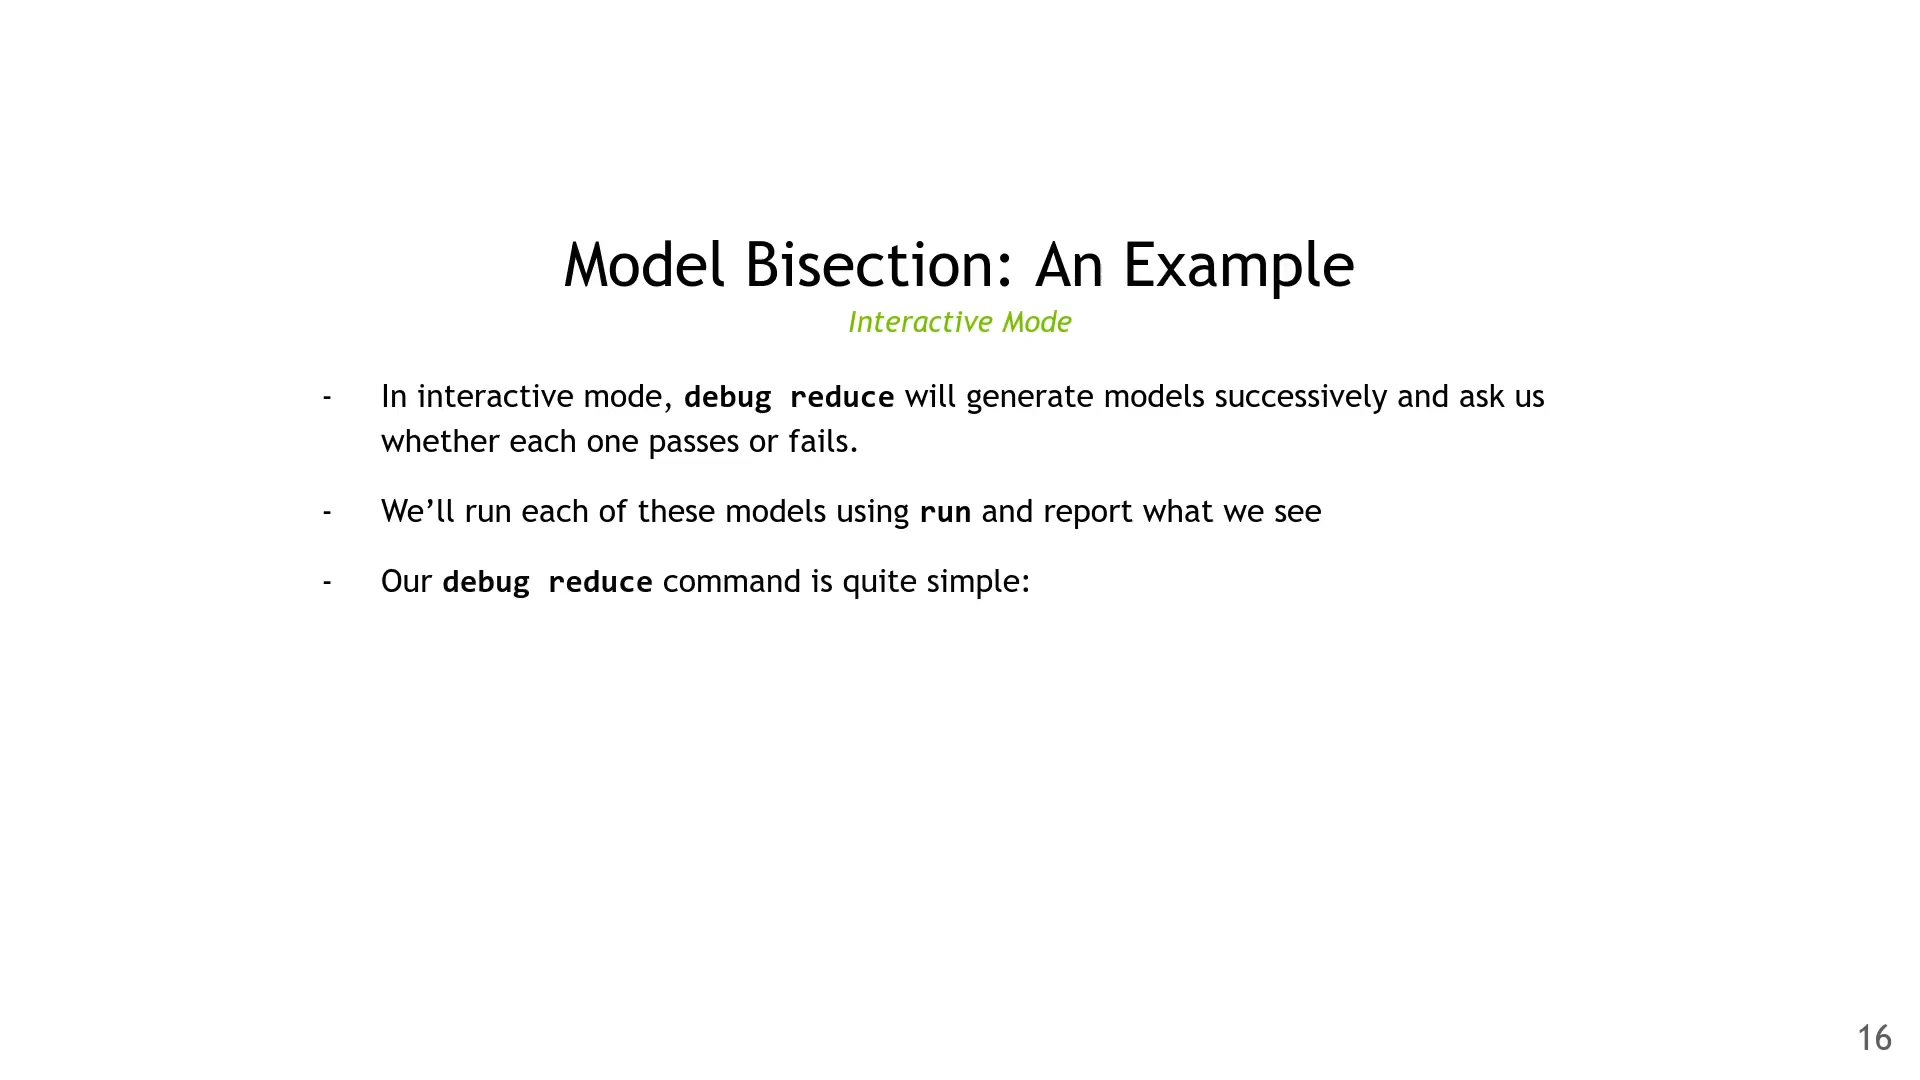 Model Bisection: An Example
Interactive Mode
- In interactive mode, debug reduce will generate models successively and ask us
whether each one passes or fails.
- We’ll run each of these models using run and report what we see
- Our debug reduce command is quite simple:
16